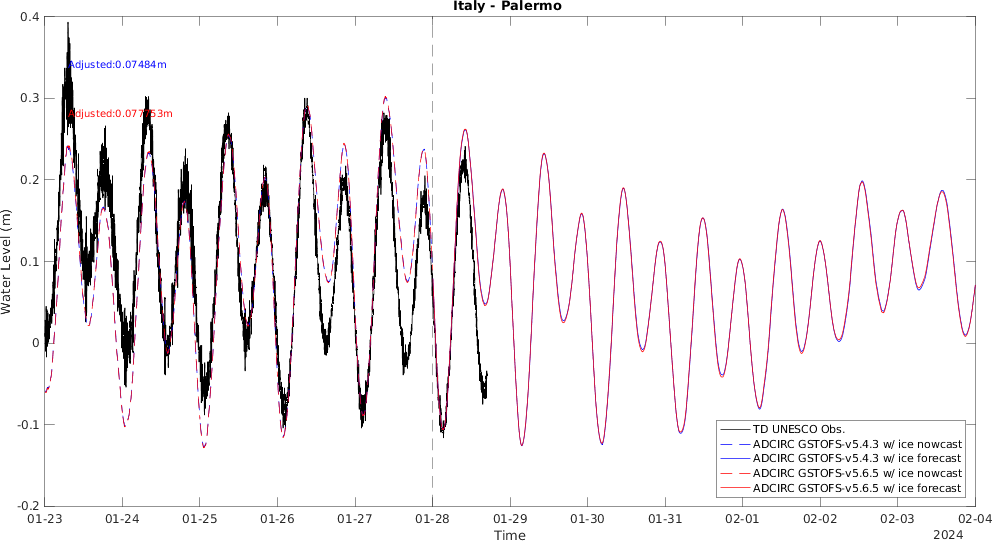 Italy - Palermo
0.4
Adjusted:0.07484m
0.3
Adjusted:0.077753m
0.2
0.1
0
-0.1
-0.2
Water Level (m)
TD UNESCO Obs.
ADCIRC GSTOFS-v5.4.3 w/ ice nowcast
ADCIRC GSTOFS-v5.4.3 w/ ice forecast
ADCIRC GSTOFS-v5.6.5 w/ ice nowcast
ADCIRC GSTOFS-v5.6.5 w/ ice forecast
01-23 01-24 01-25 01-26 01-27 01-28 01-29 01-30 01-31 02-01 02-02 02-03 02-04
Time
2024